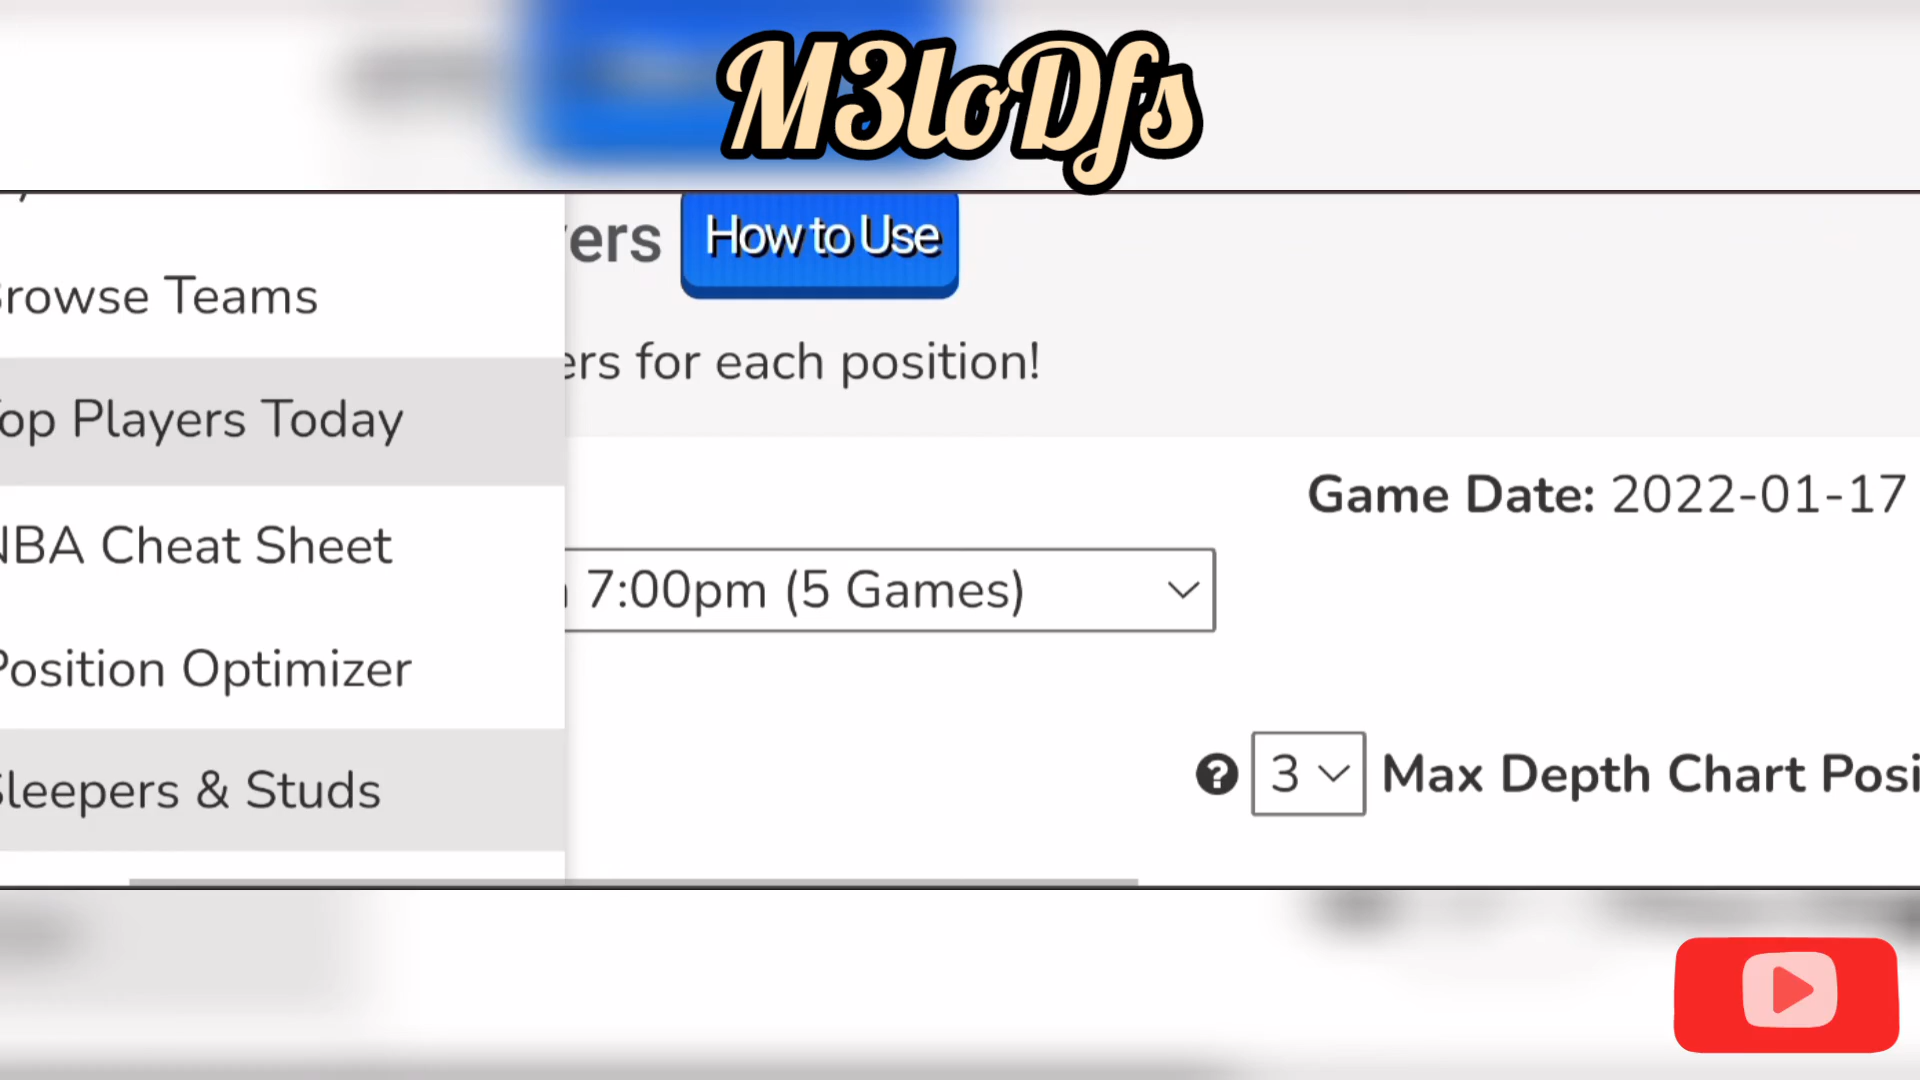 M3loDfs
ers
How to Use
rowse Teams
ers for each position!
op Players Today
Game Date: 2022-01-17
BA Cheat Sheet
7:00pm (5 Games)
osition Optimizer
3
Max Depth Chart Posi
leepers & Studs